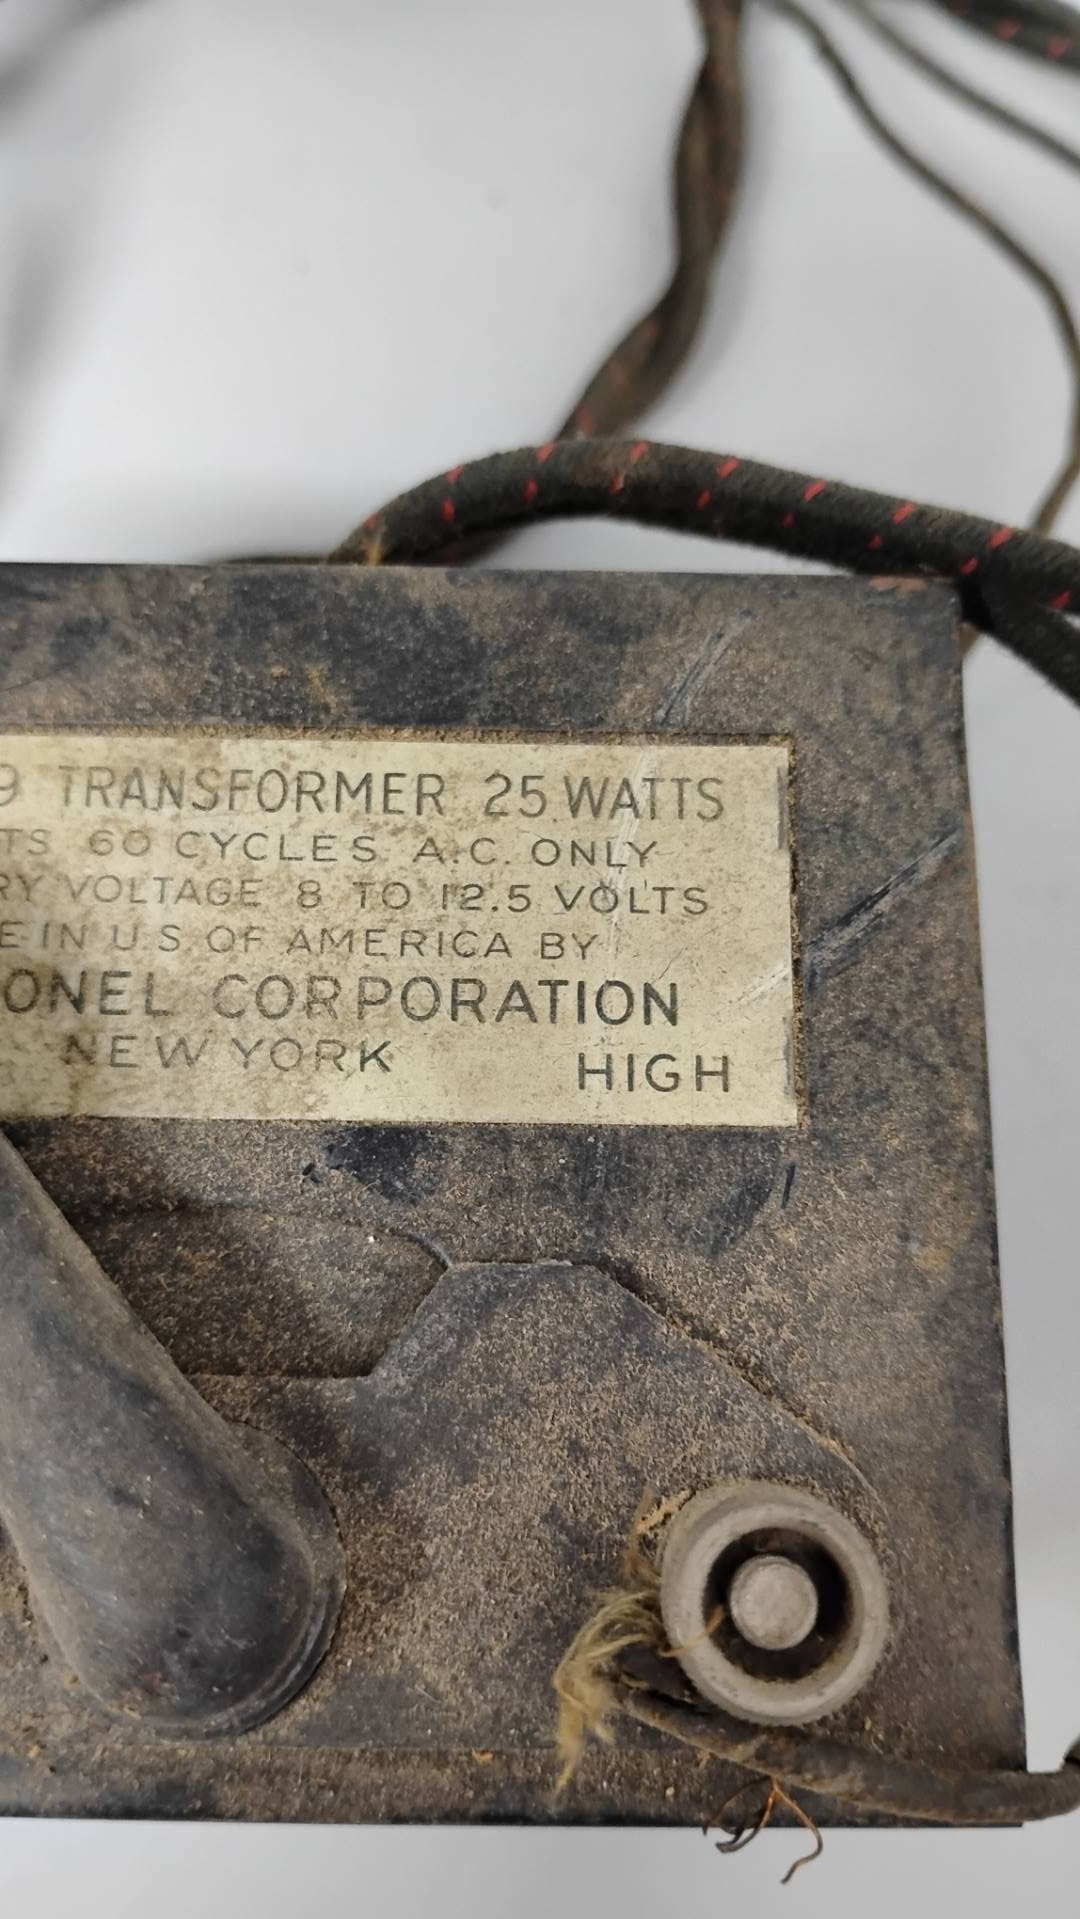 9 TRANSFORMER 25 WATTS
TS 60 CYCLES A.C. ONLY
RY VOLTAGE 8 TO 12.5 VOLTS
E IN U.S. OF AMERICA BY
ONEL CORPORATION
NEW YORK HIGH